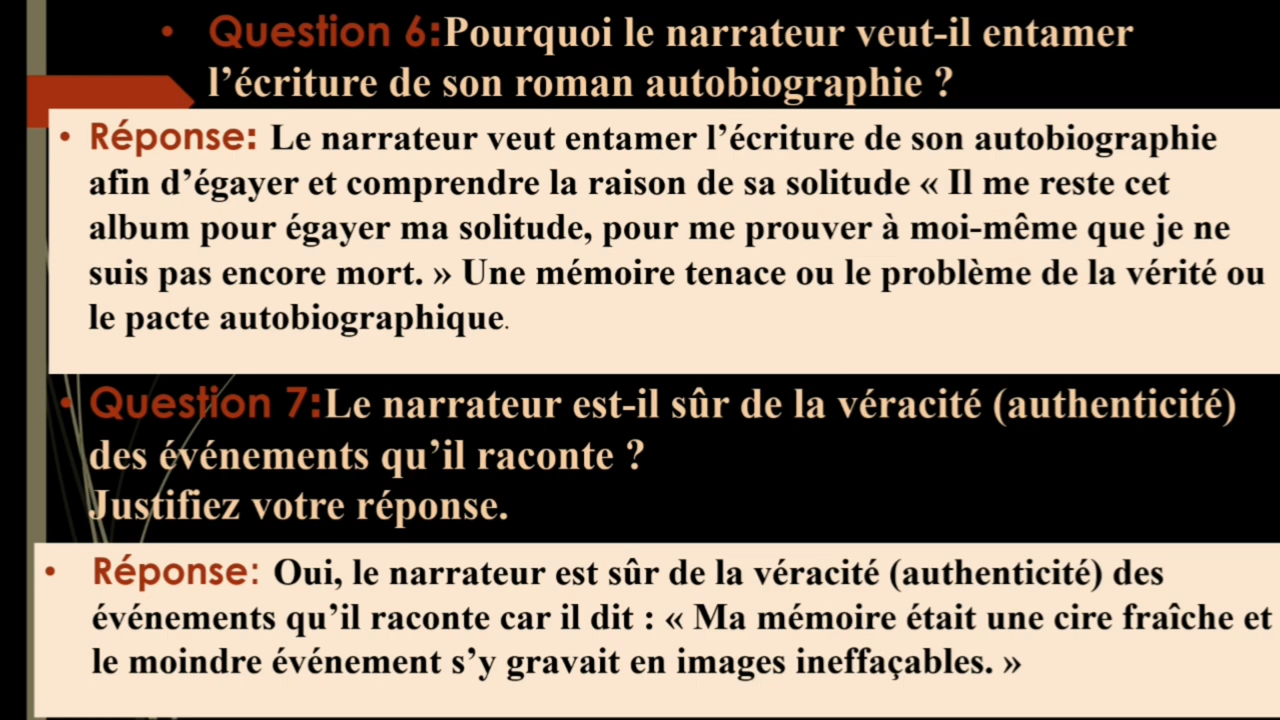 • Question 6:Pourquoi le narrateur veut-il entamer
l’écriture de son roman autobiographie ?
• Réponse: Le narrateur veut entamer l’écriture de son autobiographie
afin d’égayer et comprendre la raison de sa solitude « Il me reste cet
album pour égayer ma solitude, pour me prouver à moi-même que je ne
suis pas encore mort. » Une mémoire tenace ou le problème de la vérité ou
le pacte autobiographique.
• Question 7:Le narrateur est-il sûr de la véracité (authenticité)
des événements qu’il raconte ?
Justifiez votre réponse.
• Réponse: Oui, le narrateur est sûr de la véracité (authenticité) des
événements qu’il raconte car il dit : « Ma mémoire était une cire fraîche et
le moindre événement s’y gravait en images ineffaçables. »